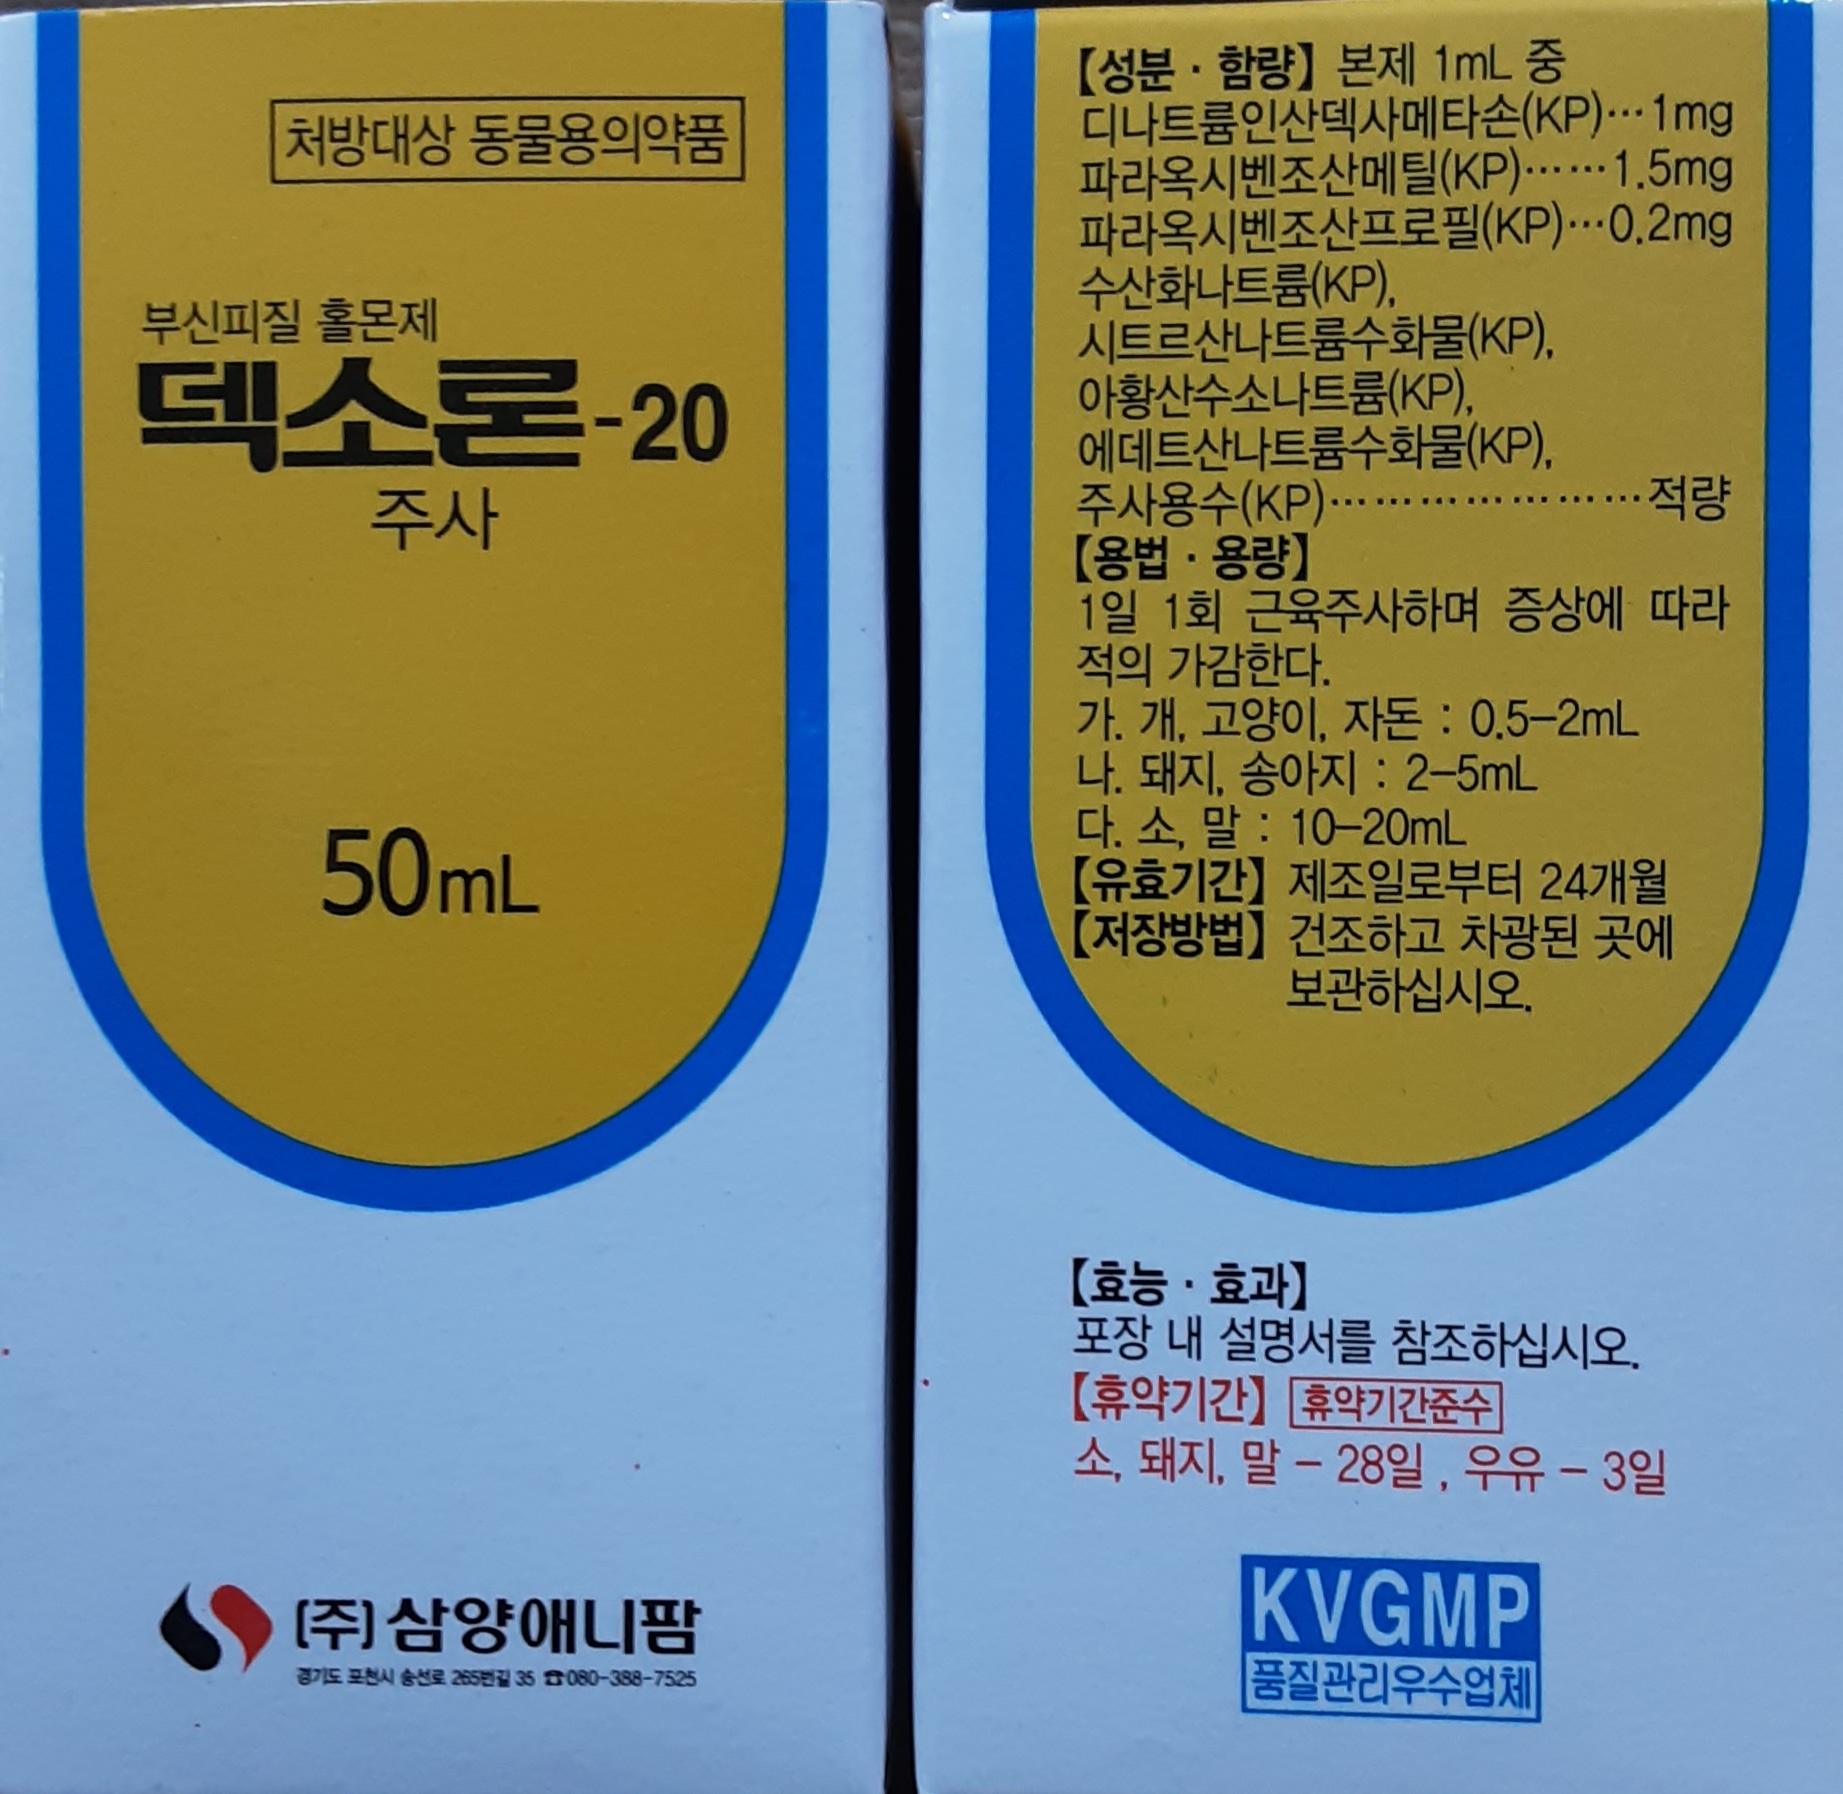 처방대상 동물용의약품
부신피질 홀몬제
덱소론-20
주사
50mL
(주)삼양애니팜
경기도 포천시 송선로 265번길 35 ☎080-388-7525
【성분 · 함량】 본제 1mL 중
디나트륨인산덱사메타손(KP)…1mg
파라옥시벤조산메틸(KP)……1.5mg
파라옥시벤조산프로필(KP)…0.2mg
수산화나트륨(KP),
시트르산나트륨수화물(KP),
아황산수소나트륨(KP),
에데트산나트륨수화물(KP),
주사용수(KP)…………………적량
【용법 · 용량】
1일 1회 근육주사하며 증상에 따라
적의 가감한다.
가. 개, 고양이, 자돈 : 0.5–2mL
나. 돼지, 송아지 : 2–5mL
다. 소, 말 : 10–20mL
【유효기간】 제조일로부터 24개월
【저장방법】 건조하고 차광된 곳에
보관하십시오.
【효능 · 효과】
포장 내 설명서를 참조하십시오.
【휴약기간】 휴약기간준수
소, 돼지, 말 – 28일 , 우유 – 3일
KVGMP
품질관리우수업체